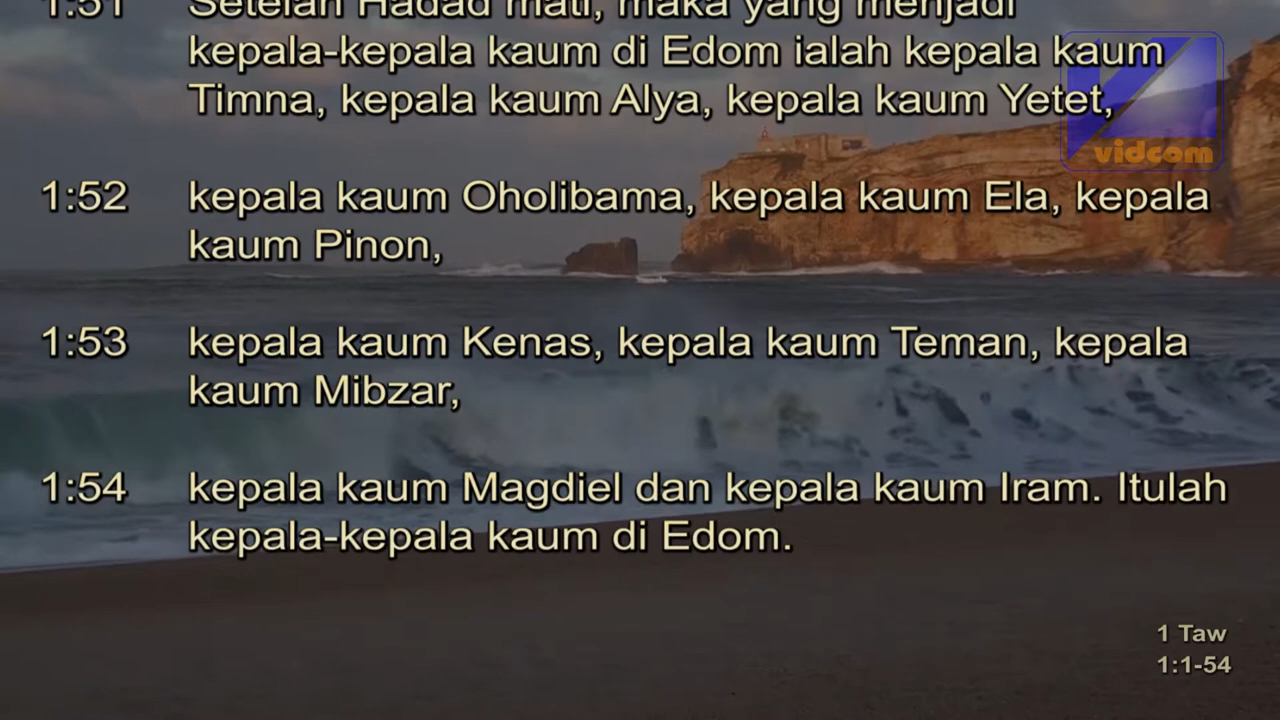 1:51 Setelah Hadad mati, maka yang menjadi
kepala-kepala kaum di Edom ialah kepala kaum
Timna, kepala kaum Alya, kepala kaum Yetet,
vidcom
1:52 kepala kaum Oholibama, kepala kaum Ela, kepala
kaum Pinon,
1:53 kepala kaum Kenas, kepala kaum Teman, kepala
kaum Mibzar,
1:54 kepala kaum Magdiel dan kepala kaum Iram. Itulah
kepala-kepala kaum di Edom.
1 Taw
1:1-54